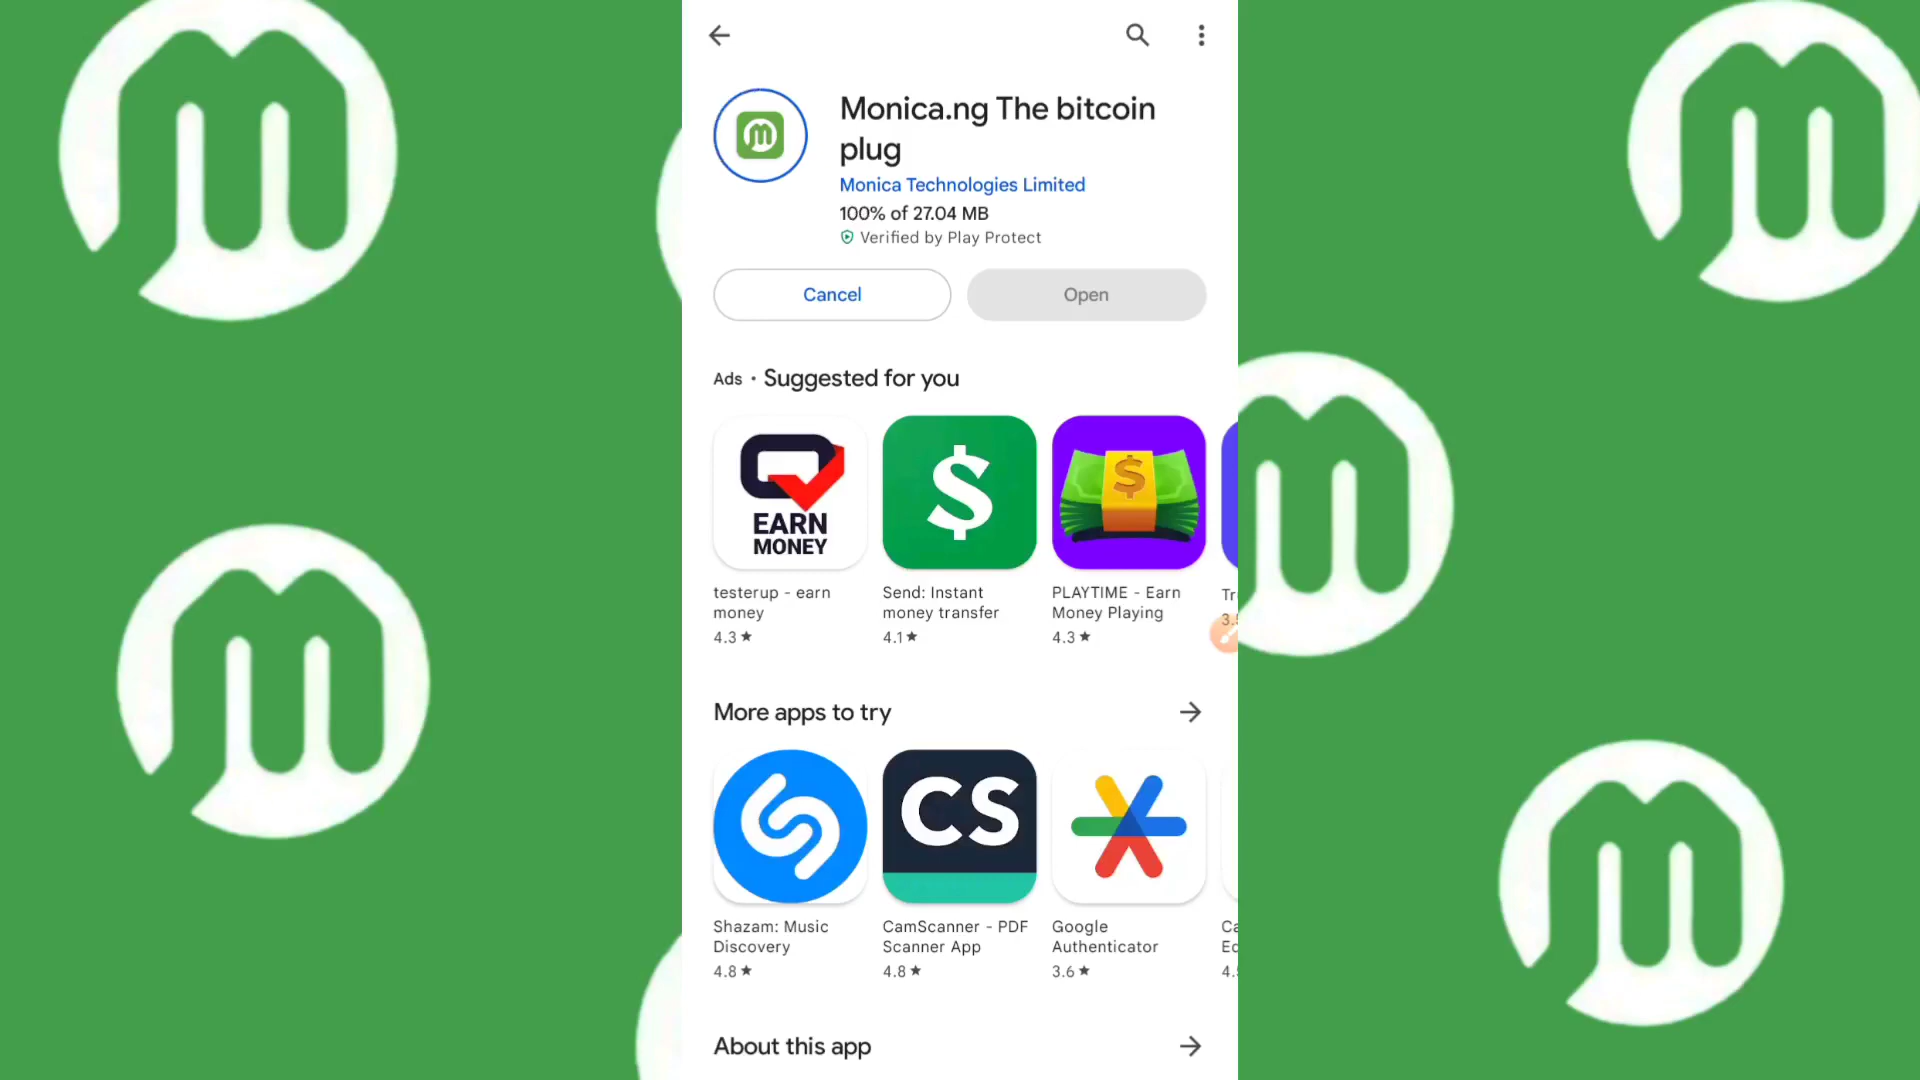 Monica.ng The bitcoin
plug
Monica Technologies Limited
100% of 27.04 MB
Verified by Play Protect
Cancel
Open
Ads • Suggested for you
EARN
MONEY
testerup - earn
money
4.3★
Send: Instant
money transfer
4.1★
PLAYTIME - Earn
Money Playing
4.3★
More apps to try
CS
Shazam: Music
Discovery
4.8★
CamScanner - PDF
Scanner App
4.8★
Google
Authenticator
3.6★
About this app